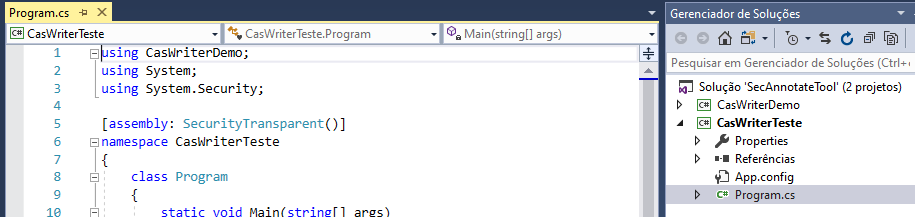 Program.cs
CasWriterTeste
CasWriterTeste.Program
Main(string[] args)
1 using CasWriterDemo;
2 using System;
3 using System.Security;
4
5 [assembly: SecurityTransparent()]
6 namespace CasWriterTeste
7 {
8 class Program
9 {
10 static void Main(string[] args)
Gerenciador de Soluções
Pesquisar em Gerenciador de Soluções (Ctrl+
Solução 'SecAnnotateTool' (2 projetos)
C# CasWriterDemo
C# CasWriterTeste
Properties
Referências
App.config
C# Program.cs